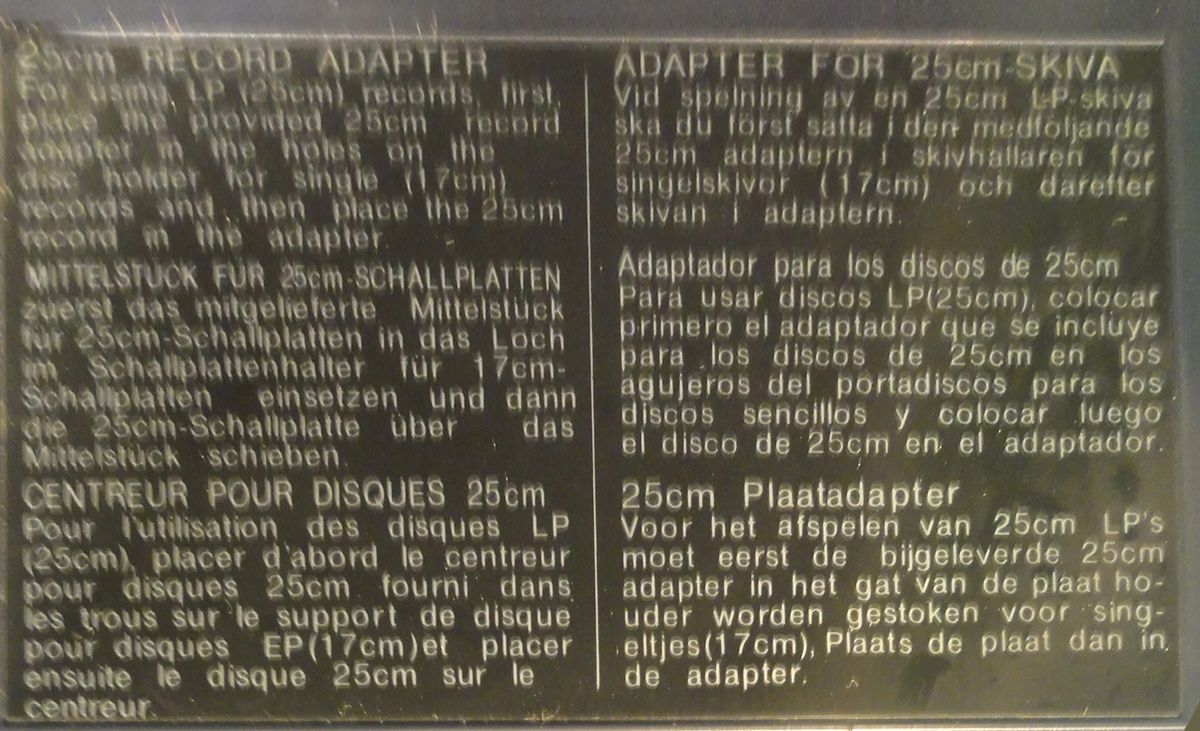 25cm RECORD ADAPTER
For using LP (25cm) records, first,
place the provided 25cm record
adapter in the holes on the
disc holder for single (17cm)
records and then place the 25cm
record in the adapter.
MITTELSTUCK FUR 25cm-SCHALLPLATTEN
zuerst das mitgelieferte Mittelstück
für 25cm-Schallplatten in das Loch
im Schallplattenhalter für 17cm-
Schallplatten einsetzen und dann
die 25cm-Schallplatte über das
Mittelstück schieben.
CENTREUR POUR DISQUES 25cm
Pour l'utilisation des disques LP
(25cm), placer d'abord le centreur
pour disques 25cm fourni dans
les trous sur le support de disque
pour disques EP(17cm)et placer
ensuite le disque 25cm sur le
centreur.
ADAPTER FÖR 25cm-SKIVA
Vid spelning av en 25cm LP-skiva
ska du först sätta i den medföljande
25cm adaptern i skivhållaren för
singelskivor (17cm) och därefter
skivan i adaptern.
Adaptador para los discos de 25cm
Para usar discos LP(25cm), colocar
primero el adaptador que se incluye
para los discos de 25cm en los
agujeros del portadiscos para los
discos sencillos y colocar luego
el disco de 25cm en el adaptador.
25cm Plaatadapter
Voor het afspelen van 25cm LP's
moet eerst de bijgeleverde 25cm
adapter in het gat van de plaat ho-
uder worden gestoken voor sing-
eltjes(17cm), Plaats de plaat dan in
de adapter.